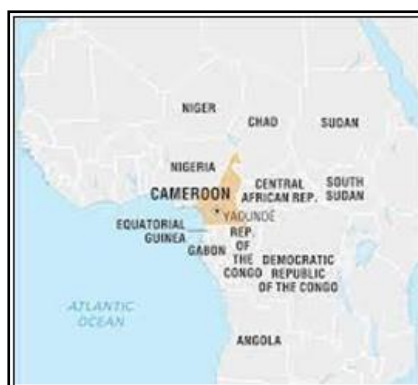 NIGER
CHAD
SUDAN
NIGERIA
CAMEROON
CENTRAL
AFRICAN REP.
SOUTH
SUDAN
YAOUNDÉ
EQUATORIAL
GUINEA
GABON
REP.
OF
THE
CONGO
DEMOCRATIC
REPUBLIC
OF THE CONGO
ATLANTIC
OCEAN
ANGOLA